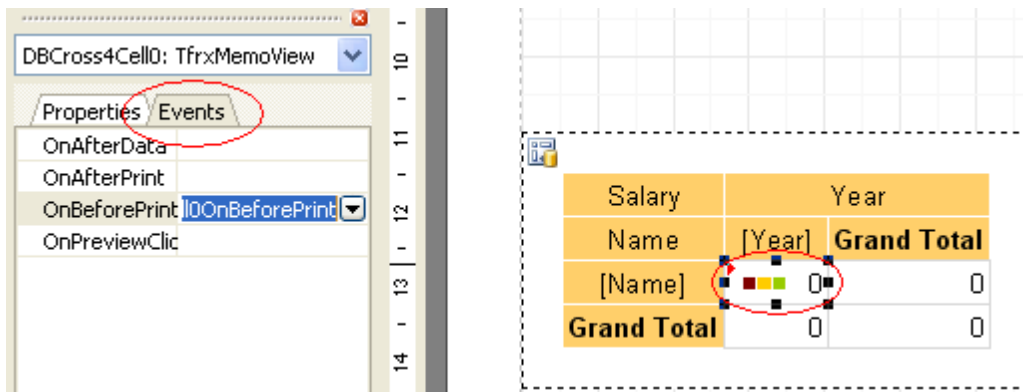 DBCross4Cell0: TfrxMemoView
Properties Events
OnAfterData
OnAfterPrint
OnBeforePrint ll0OnBeforePrint
OnPreviewClic
10
11
12
13
14
Salary Year
Name [Year] Grand Total
[Name] 0 0
Grand Total 0 0